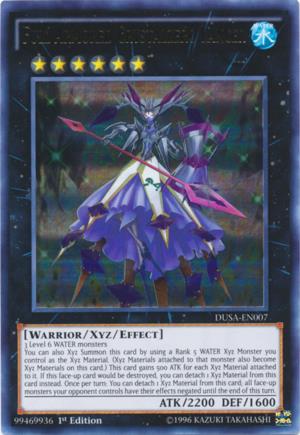 Full Armored Crystalzero Lancer
水
DUSA-EN007
[WARRIOR/XYZ/EFFECT]
3 Level 6 WATER monsters
You can also Xyz Summon this card by using a Rank 5 WATER Xyz Monster you
control as the Xyz Material. (Xyz Materials attached to that monster also become
Xyz Materials on this card.) This card gains 500 ATK for each Xyz Material attached
to it. If this face-up card would be destroyed, you can detach 1 Xyz Material from this
card instead. Once per turn: You can detach 1 Xyz Material from this card; all face-up
monsters your opponent controls have their effects negated until the end of this turn.
ATK/2200 DEF/1600
99469936 1st Edition ©1996 KAZUKI TAKAHASHI